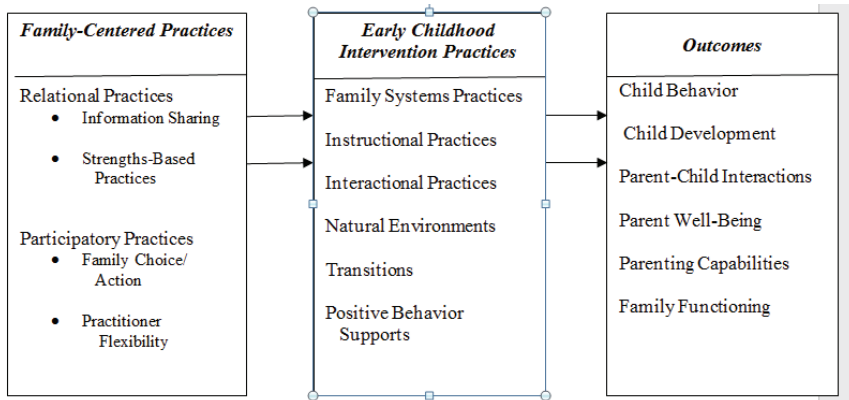 Family-Centered Practices
Relational Practices
• Information Sharing
• Strengths-Based
Practices
Participatory Practices
• Family Choice/
Action
• Practitioner
Flexibility
Early Childhood
Intervention Practices
Family Systems Practices
Instructional Practices
Interactional Practices
Natural Environments
Transitions
Positive Behavior
Supports
Outcomes
Child Behavior
Child Development
Parent-Child Interactions
Parent Well-Being
Parenting Capabilities
Family Functioning